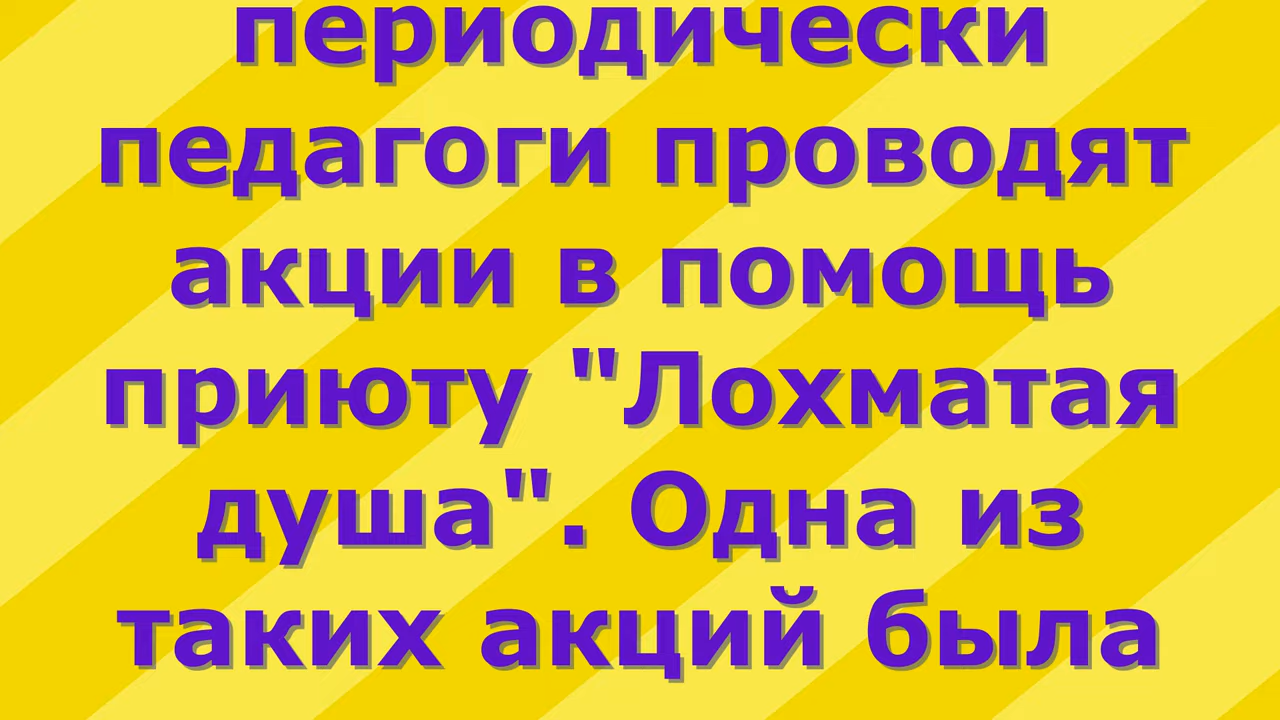 периодически
педагоги проводят
акции в помощь
приюту "Лохматая
душа". Одна из
таких акций была